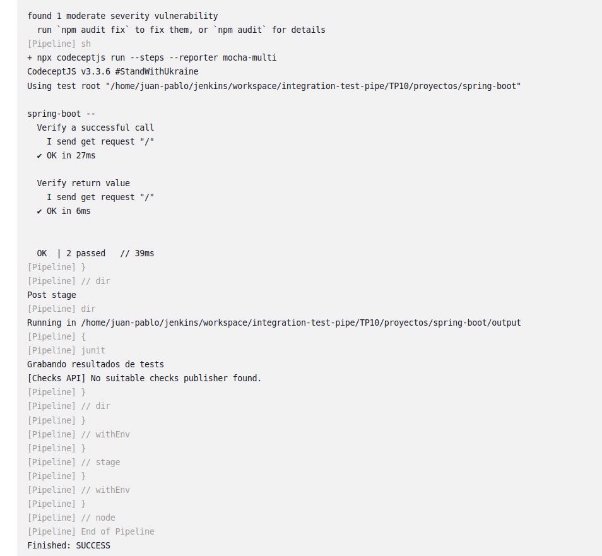 found 1 moderate severity vulnerability
  run `npm audit fix` to fix them, or `npm audit` for details
[Pipeline] sh
+ npx codeceptjs run --steps --reporter mocha-multi
CodeceptJS v3.3.6 #StandWithUkraine
Using test root "/home/juan-pablo/jenkins/workspace/integration-test-pipe/TP10/proyectos/spring-boot"

spring-boot --
  Verify a successful call
    I send get request "/"
  ✔ OK in 27ms

  Verify return value
    I send get request "/"
  ✔ OK in 6ms


  OK  | 2 passed   // 39ms
[Pipeline] }
[Pipeline] // dir
Post stage
[Pipeline] dir
Running in /home/juan-pablo/jenkins/workspace/integration-test-pipe/TP10/proyectos/spring-boot/output
[Pipeline] {
[Pipeline] junit
Grabando resultados de tests
[Checks API] No suitable checks publisher found.
[Pipeline] }
[Pipeline] // dir
[Pipeline] }
[Pipeline] // withEnv
[Pipeline] }
[Pipeline] // stage
[Pipeline] }
[Pipeline] // withEnv
[Pipeline] }
[Pipeline] // node
[Pipeline] End of Pipeline
Finished: SUCCESS